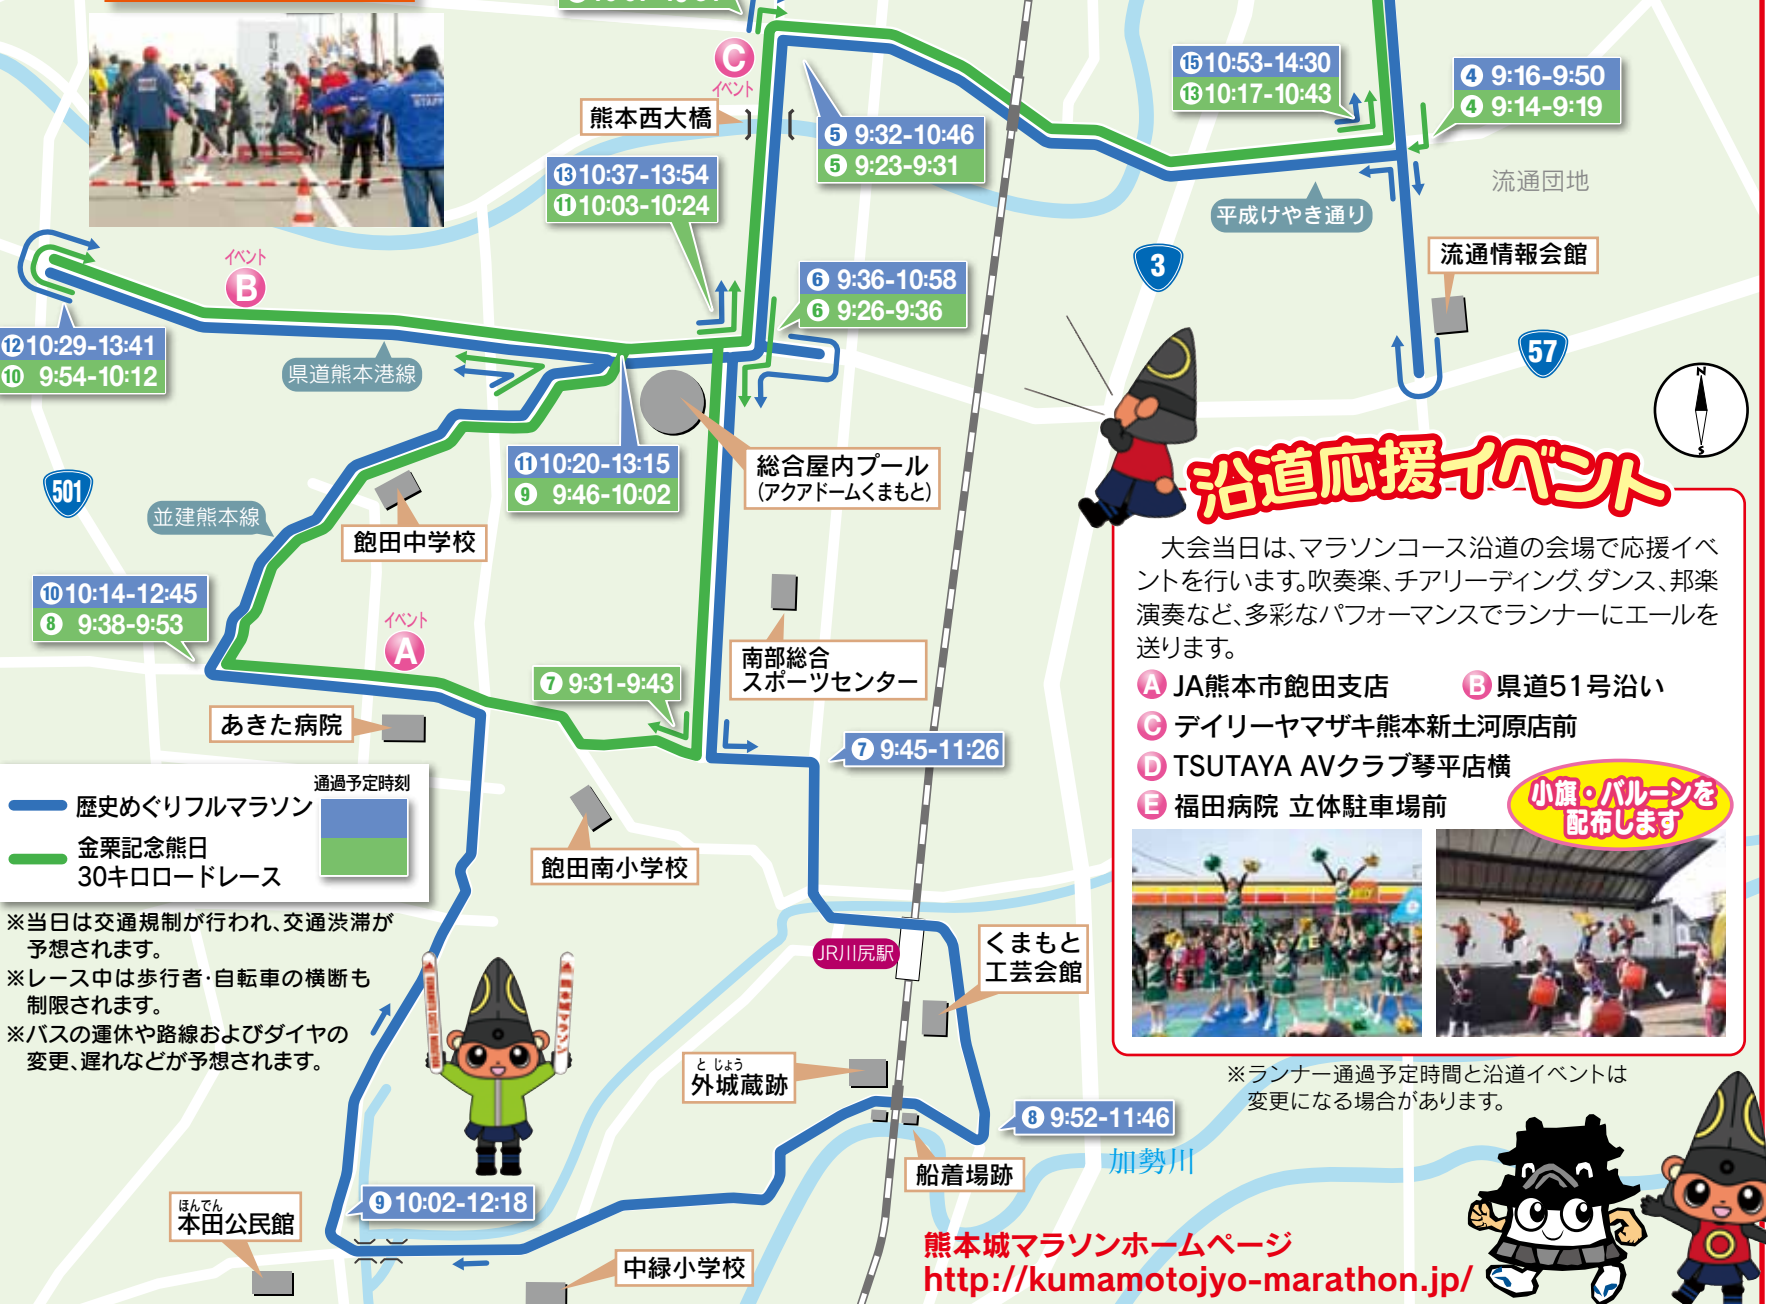 C
イベント
熊本西大橋
⑮10:53-14:30
⑬10:17-10:43
④ 9:16-9:50
④ 9:14-9:19
⑤ 9:32-10:46
⑤ 9:23-9:31
⑬10:37-13:54
⑪10:03-10:24
流通団地
平成けやき通り
流通情報会館
3
57
イベント
B
⑥ 9:36-10:58
⑥ 9:26-9:36
⑫10:29-13:41
⑩ 9:54-10:12
県道熊本港線
N
S
501
並建熊本線
飽田中学校
⑪10:20-13:15
⑨ 9:46-10:02
総合屋内プール
(アクアドームくまもと)
⑩10:14-12:45
⑧ 9:38-9:53
イベント
A
⑦ 9:31-9:43
南部総合
スポーツセンター
あきた病院
⑦ 9:45-11:26
通過予定時刻
歴史めぐりフルマラソン
金栗記念熊日
30キロロードレース
飽田南小学校
※当日は交通規制が行われ、交通渋滞が
予想されます。
※レース中は歩行者・自転車の横断も
制限されます。
※バスの運休や路線およびダイヤの
変更、遅れなどが予想されます。
熊本城マラソン
JR川尻駅
くまもと
工芸会館
とじょう
外城蔵跡
⑧ 9:52-11:46
船着場跡
加勢川
⑨ 10:02-12:18
ほんでん
本田公民館
中緑小学校
沿道応援イベント
大会当日は、マラソンコース沿道の会場で応援イベ
ントを行います。吹奏楽、チアリーディング、ダンス、邦楽
演奏など、多彩なパフォーマンスでランナーにエールを
送ります。
A JA熊本市飽田支店 B 県道51号沿い
C デイリーヤマザキ熊本新土河原店前
D TSUTAYA AVクラブ琴平店横
E 福田病院 立体駐車場前
小旗・バルーンを
配布します
※ランナー通過予定時間と沿道イベントは
変更になる場合があります。
熊本城マラソンホームページ
http://kumamotojyo-marathon.jp/
STAFF